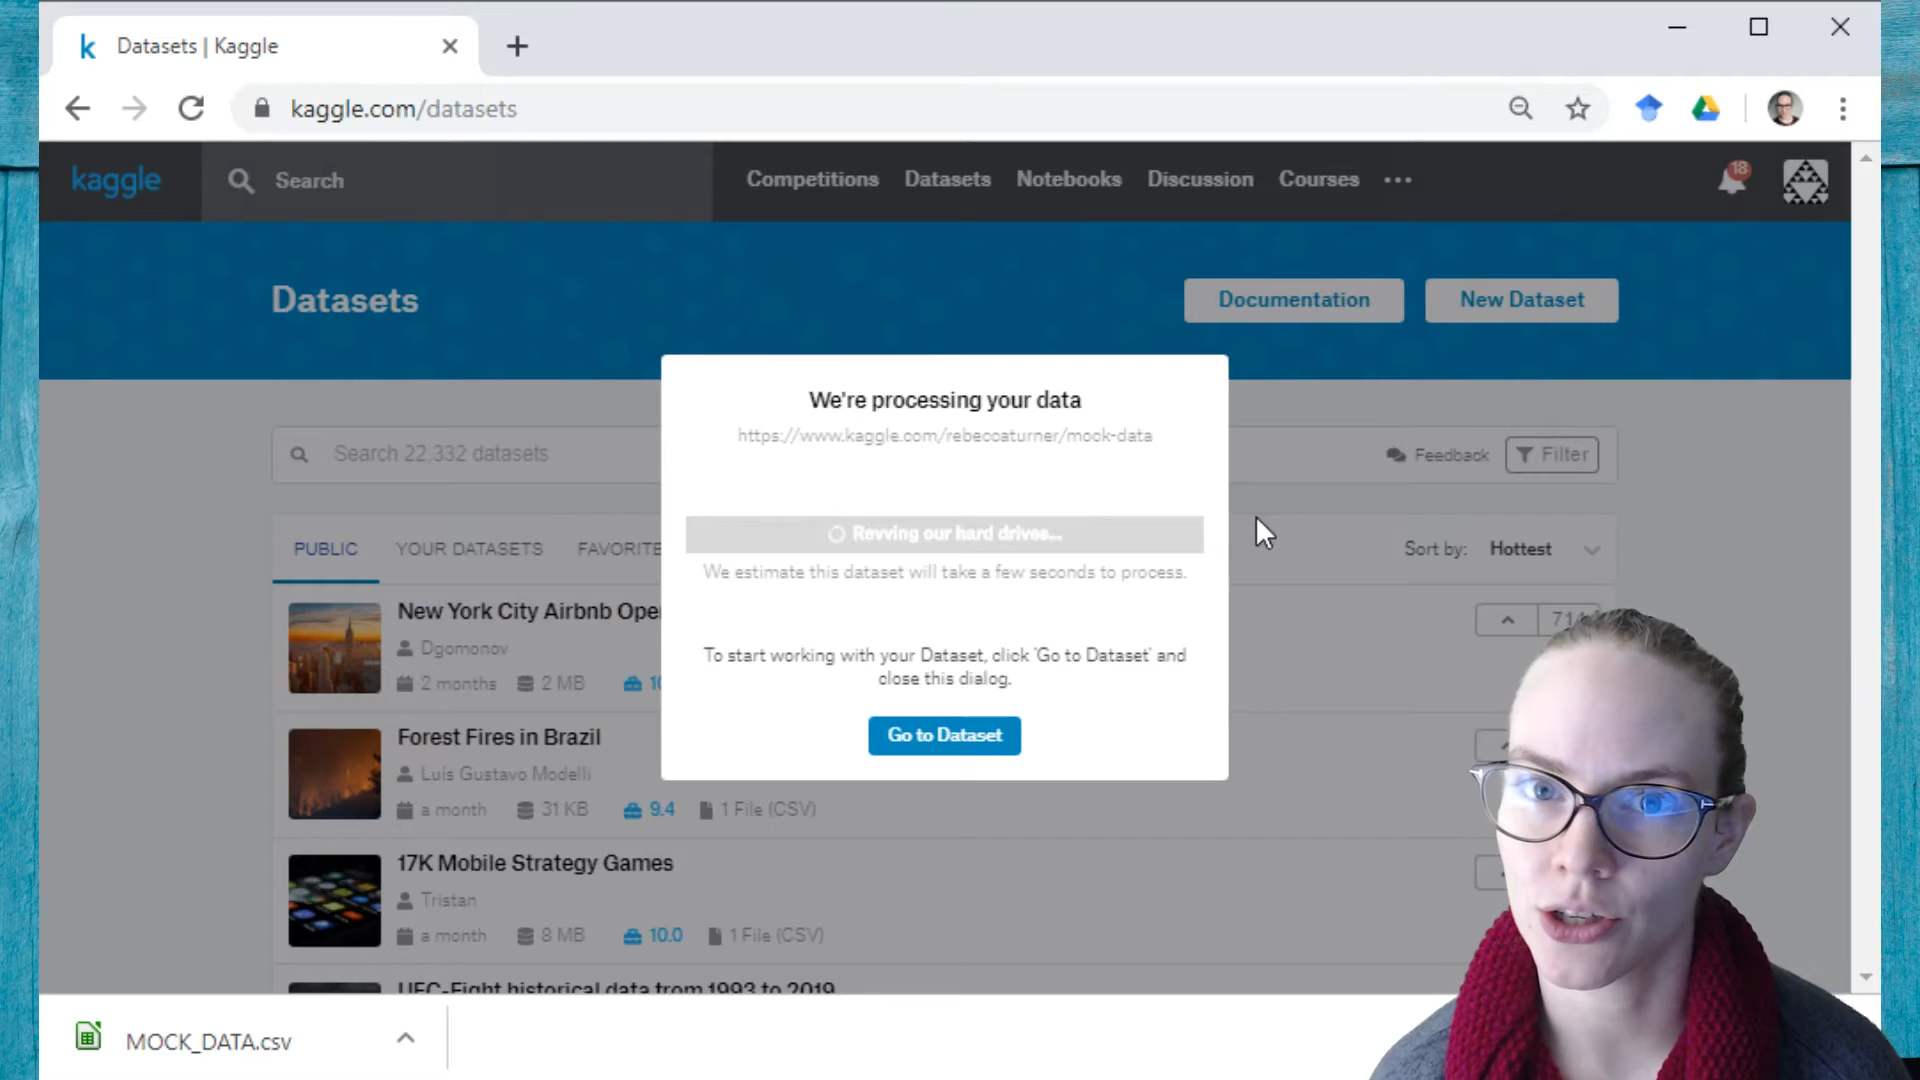 k Datasets | Kaggle
kaggle.com/datasets
kaggle
Search
Competitions Datasets Notebooks Discussion Courses
18
Datasets
Documentation
New Dataset
We're processing your data
https://www.kaggle.com/rebeccaturner/mock-data
Search 22,332 datasets
Feedback
Filter
Revving our hard drives...
PUBLIC YOUR DATASETS
Sort by: Hottest
We estimate this dataset will take a few seconds to process.
New York City Airbnb
Dgomonov
2 months 2 MB
To start working with your Dataset, click 'Go to Dataset' and
close this dialog.
Go to Dataset
Forest Fires in Brazil
Luís Gustavo Modelli
a month 31 KB 9.4 1 File (CSV)
17K Mobile Strategy Games
Tristan
a month 8 MB 10.0 1 File (CSV)
UFC-Fight historical data from 1993 to 2019
MOCK_DATA.csv